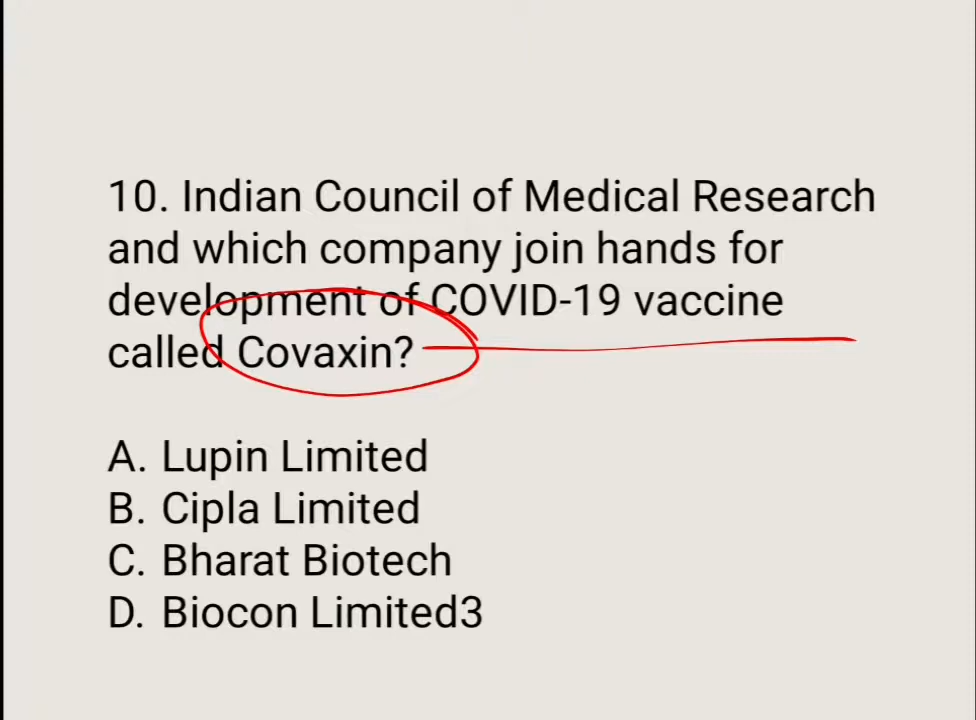 10. Indian Council of Medical Research
and which company join hands for
development of COVID-19 vaccine
called Covaxin?
A. Lupin Limited
B. Cipla Limited
C. Bharat Biotech
D. Biocon Limited3